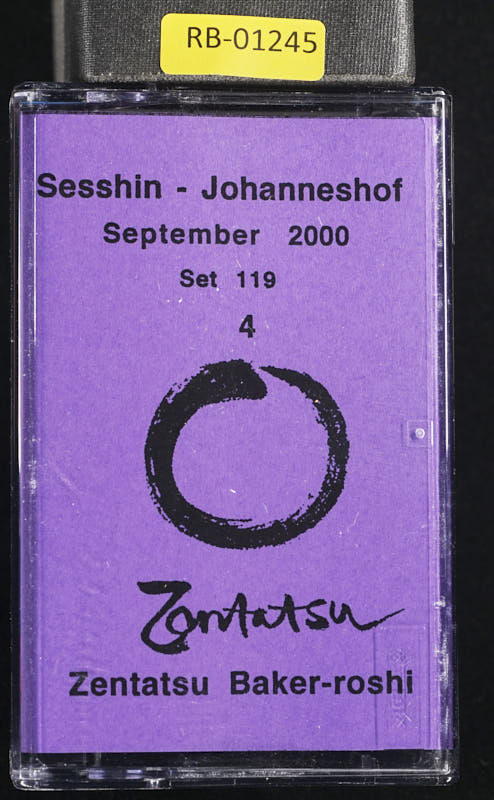 RB-01245
Sesshin - Johanneshof
September 2000
Set 119
4
Zentatsu
Zentatsu Baker-roshi